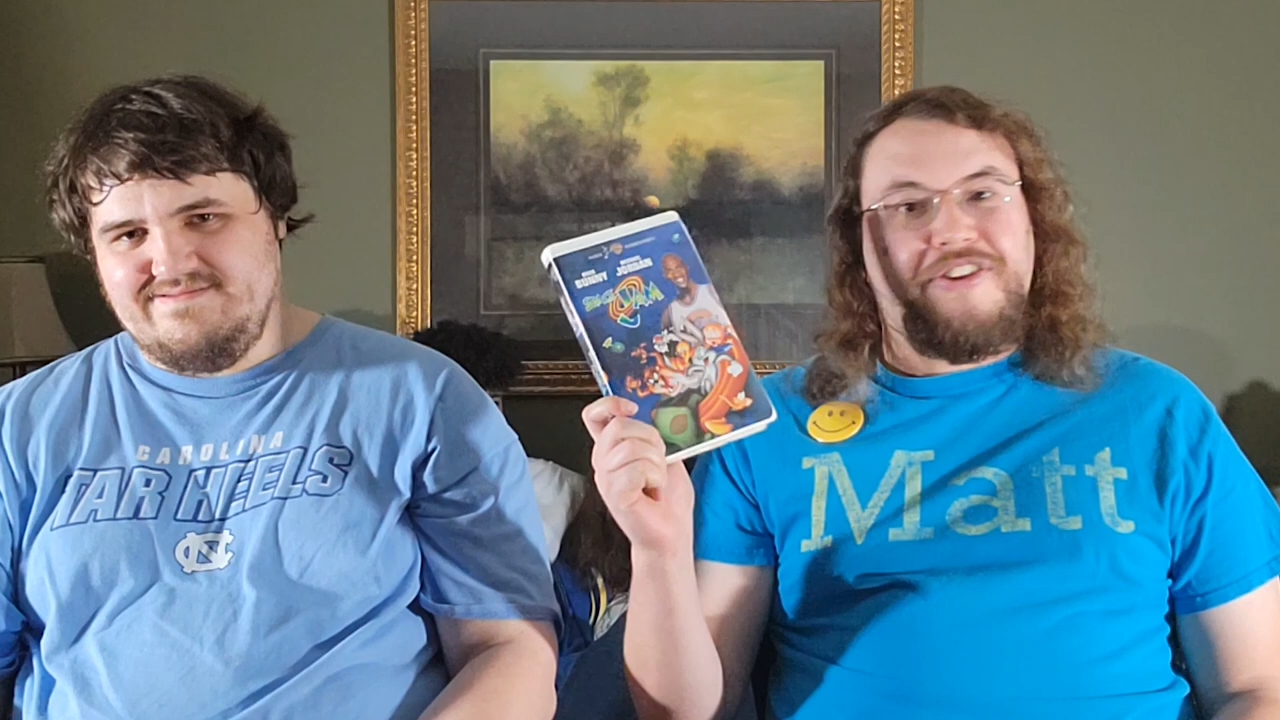 CAROLINA
TAR HEELS
NC
BUGS BUNNY
MICHAEL JORDAN
SPACE JAM
Matt